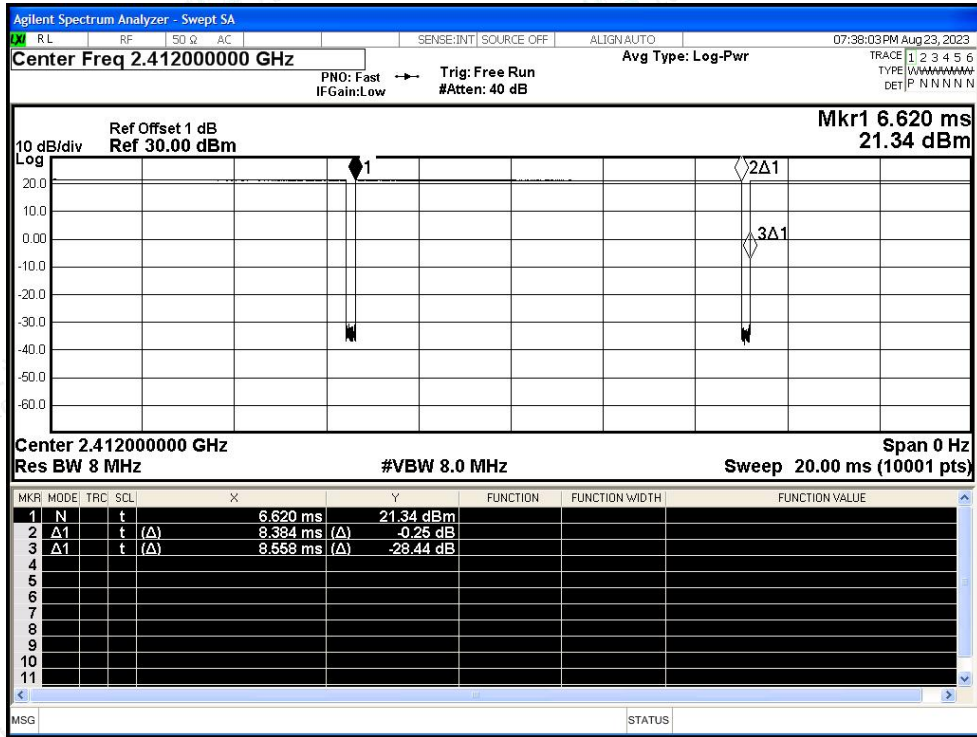 Agilent Spectrum Analyzer - Swept SA
LXI RL RF 50 Ω AC SENSE:INT SOURCE OFF ALIGN AUTO 07:38:03 PM Aug 23, 2023
Center Freq 2.412000000 GHz Avg Type: Log-Pwr TRACE 1 2 3 4 5 6
PNO: Fast Trig: Free Run TYPE W
IFGain:Low #Atten: 40 dB DET P N N N N N
Mkr1 6.620 ms
Ref Offset 1 dB
10 dB/div Ref 30.00 dBm 21.34 dBm
Log
1 2Δ1
20.0
10.0
0.00 3Δ1
-10.0
-20.0
-30.0
-40.0
-50.0
-60.0
Center 2.412000000 GHz Span 0 Hz
Res BW 8 MHz #VBW 8.0 MHz Sweep 20.00 ms (10001 pts)
MKR MODE TRC SCL X Y FUNCTION FUNCTION WIDTH FUNCTION VALUE
1 N t 6.620 ms 21.34 dBm
2 Δ1 t (Δ) 8.384 ms (Δ) -0.25 dB
3 Δ1 t (Δ) 8.558 ms (Δ) -28.44 dB
4
5
6
7
8
9
10
11
MSG STATUS